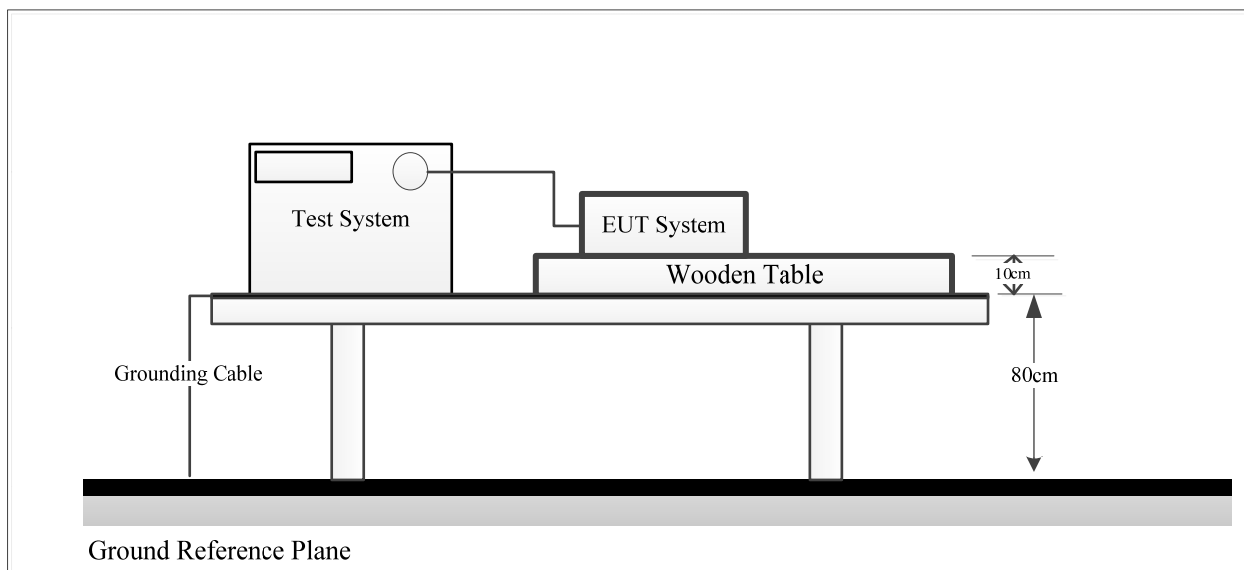 Test System
EUT System
Wooden Table
10cm
Grounding Cable
80cm
Ground Reference Plane